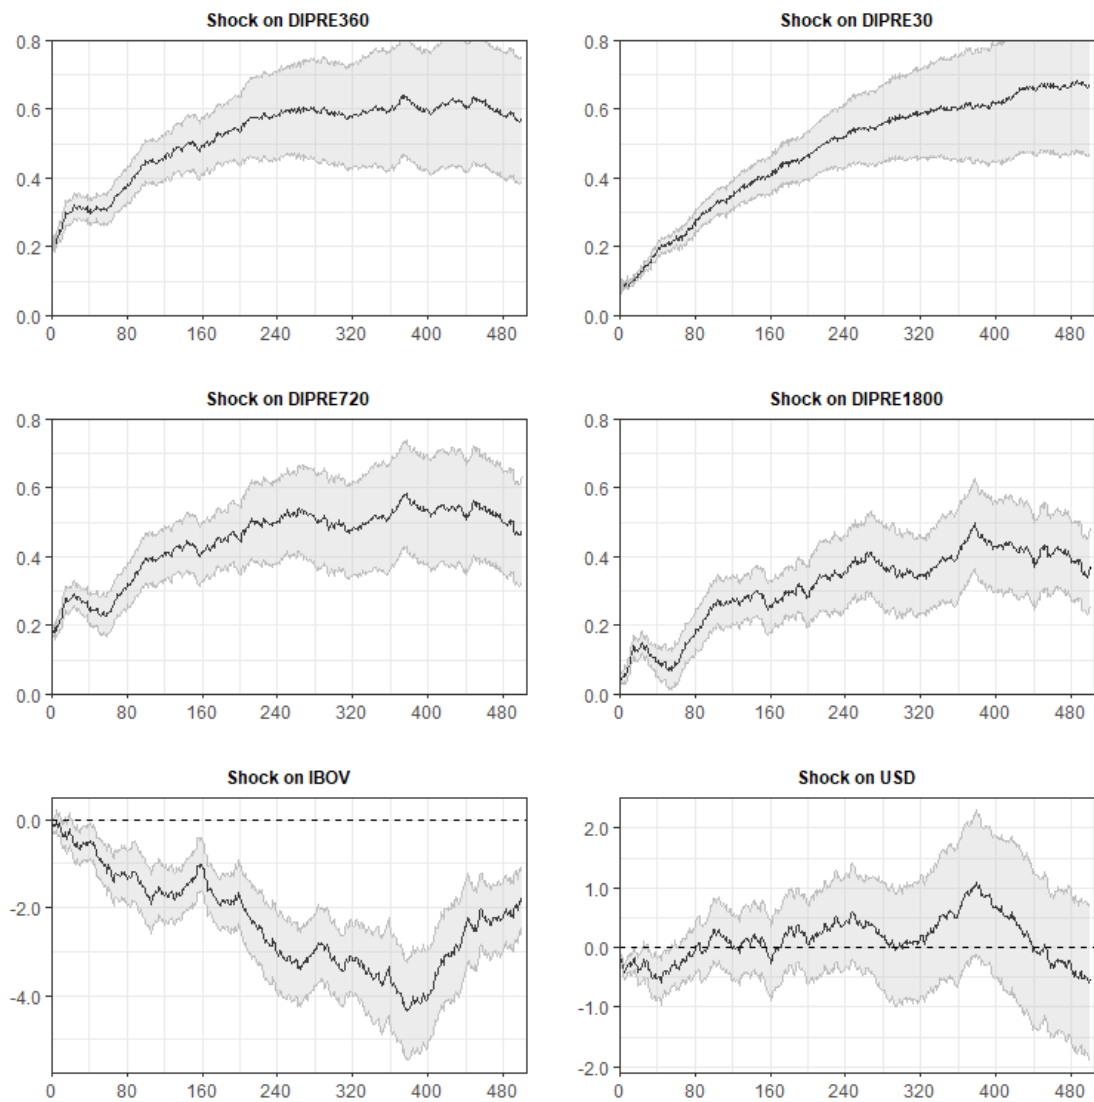 Shock on DIPRE360
0.8
0.6
0.4
0.2
0.0
0 80 160 240 320 400 480
Shock on DIPRE30
0.8
0.6
0.4
0.2
0.0
0 80 160 240 320 400 480
Shock on DIPRE720
0.8
0.6
0.4
0.2
0.0
0 80 160 240 320 400 480
Shock on DIPRE1800
0.8
0.6
0.4
0.2
0.0
0 80 160 240 320 400 480
Shock on IBOV
0.0
-2.0
-4.0
0 80 160 240 320 400 480
Shock on USD
2.0
1.0
0.0
-1.0
-2.0
0 80 160 240 320 400 480